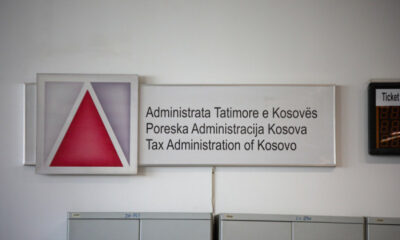 Administrata Tatimore e Kosovës
Poreska Administracija Kosova
Tax Administration of Kosovo
Ticket